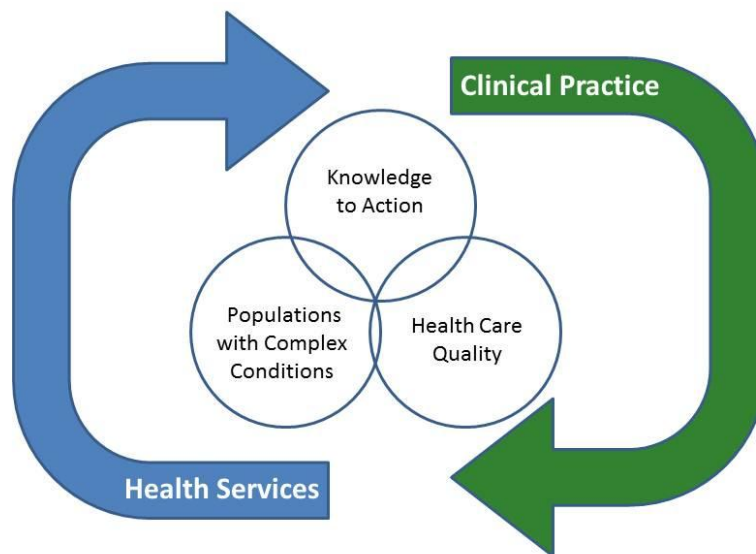 Clinical Practice
Knowledge
to Action
Populations
with Complex
Conditions
Health Care
Quality
Health Services